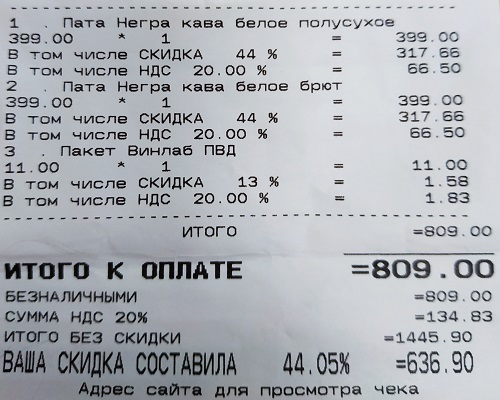 1 . Пата Негра кава белое полусухое
399.00 * 1 = 399.00
В том числе СКИДКА 44 % = 317.66
В том числе НДС 20.00 % = 66.50
2 . Пата Негра кава белое брют
399.00 * 1 = 399.00
В том числе СКИДКА 44 % = 317.66
В том числе НДС 20.00 % = 66.50
3 . Пакет Винлаб ПВД
11.00 * 1 = 11.00
В том числе СКИДКА 13 % = 1.58
В том числе НДС 20.00 % = 1.83
ИТОГО =809.00
ИТОГО К ОПЛАТЕ =809.00
БЕЗНАЛИЧНЫМИ =809.00
СУММА НДС 20% =134.83
ИТОГО БЕЗ СКИДКИ =1445.90
ВАША СКИДКА СОСТАВИЛА 44.05% =636.90
Адрес сайта для просмотра чека